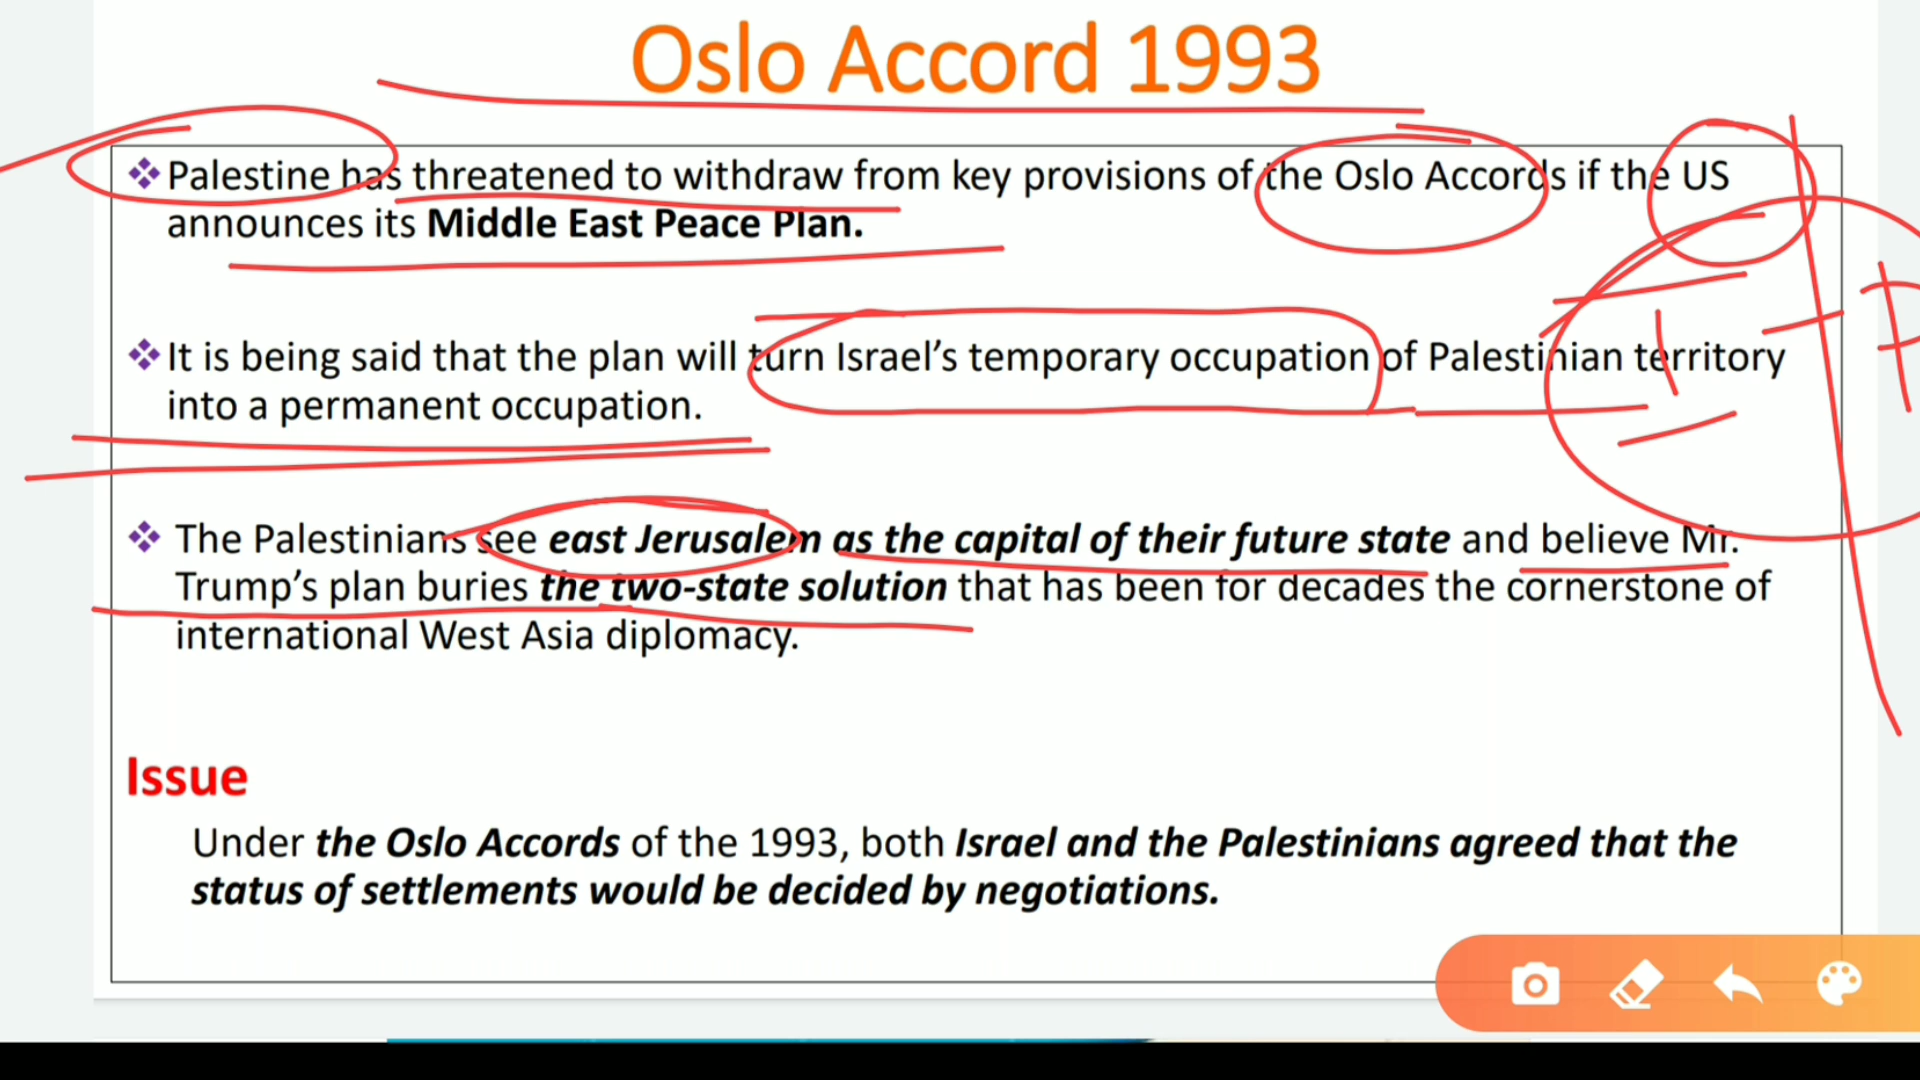 Oslo Accord 1993
❖Palestine has threatened to withdraw from key provisions of the Oslo Accords if the US
announces its Middle East Peace Plan.
❖It is being said that the plan will turn Israel’s temporary occupation of Palestinian territory
into a permanent occupation.
❖ The Palestinians see east Jerusalem as the capital of their future state and believe Mr.
Trump’s plan buries the two-state solution that has been for decades the cornerstone of
international West Asia diplomacy.
Issue
Under the Oslo Accords of the 1993, both Israel and the Palestinians agreed that the
status of settlements would be decided by negotiations.